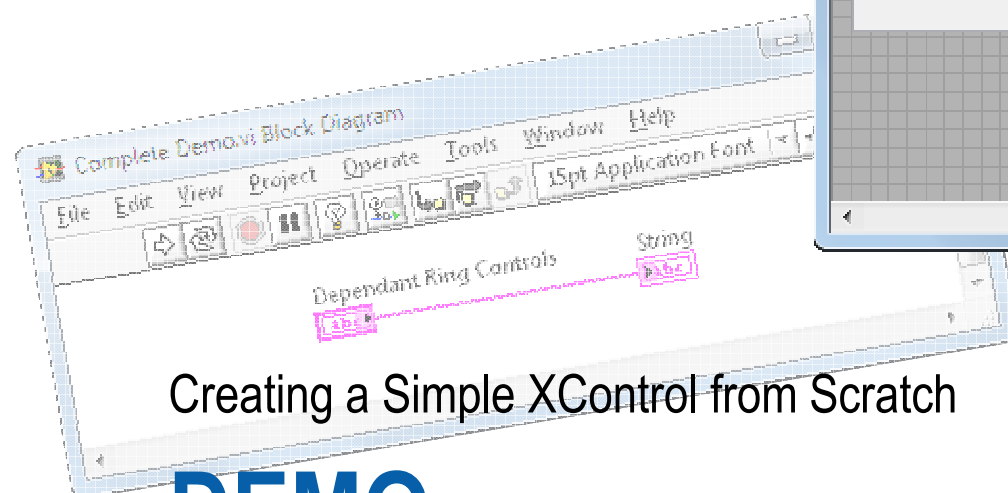 Complete Demo.vi Block Diagram
File Edit View Project Operate Tools Window Help
15pt Application Font
Dependant Ring Controls
String
abc
abc
Creating a Simple XControl from Scratch
DEMO